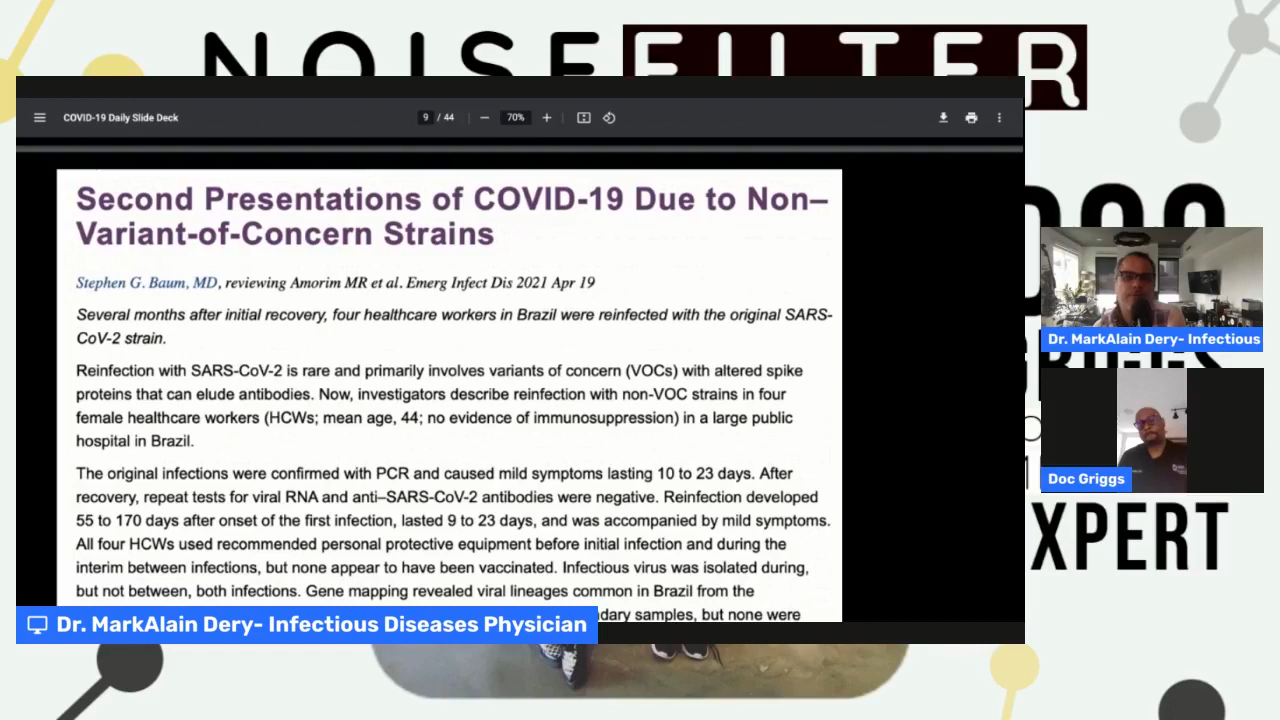 NOISEFILTER
COVID-19 Daily Slide Deck
9 / 44
70%
Second Presentations of COVID-19 Due to Non–
Variant-of-Concern Strains
Stephen G. Baum, MD, reviewing Amorim MR et al. Emerg Infect Dis 2021 Apr 19
Several months after initial recovery, four healthcare workers in Brazil were reinfected with the original SARS-
CoV-2 strain.
Reinfection with SARS-CoV-2 is rare and primarily involves variants of concern (VOCs) with altered spike
proteins that can elude antibodies. Now, investigators describe reinfection with non-VOC strains in four
female healthcare workers (HCWs; mean age, 44; no evidence of immunosuppression) in a large public
hospital in Brazil.
The original infections were confirmed with PCR and caused mild symptoms lasting 10 to 23 days. After
recovery, repeat tests for viral RNA and anti–SARS-CoV-2 antibodies were negative. Reinfection developed
55 to 170 days after onset of the first infection, lasted 9 to 23 days, and was accompanied by mild symptoms.
All four HCWs used recommended personal protective equipment before initial infection and during the
interim between infections, but none appear to have been vaccinated. Infectious virus was isolated during,
but not between, both infections. Gene mapping revealed viral lineages common in Brazil from the
dary samples, but none were
Dr. MarkAlain Dery- Infectious Diseases Physician
Dr. MarkAlain Dery- Infectious
Doc Griggs
XPERT